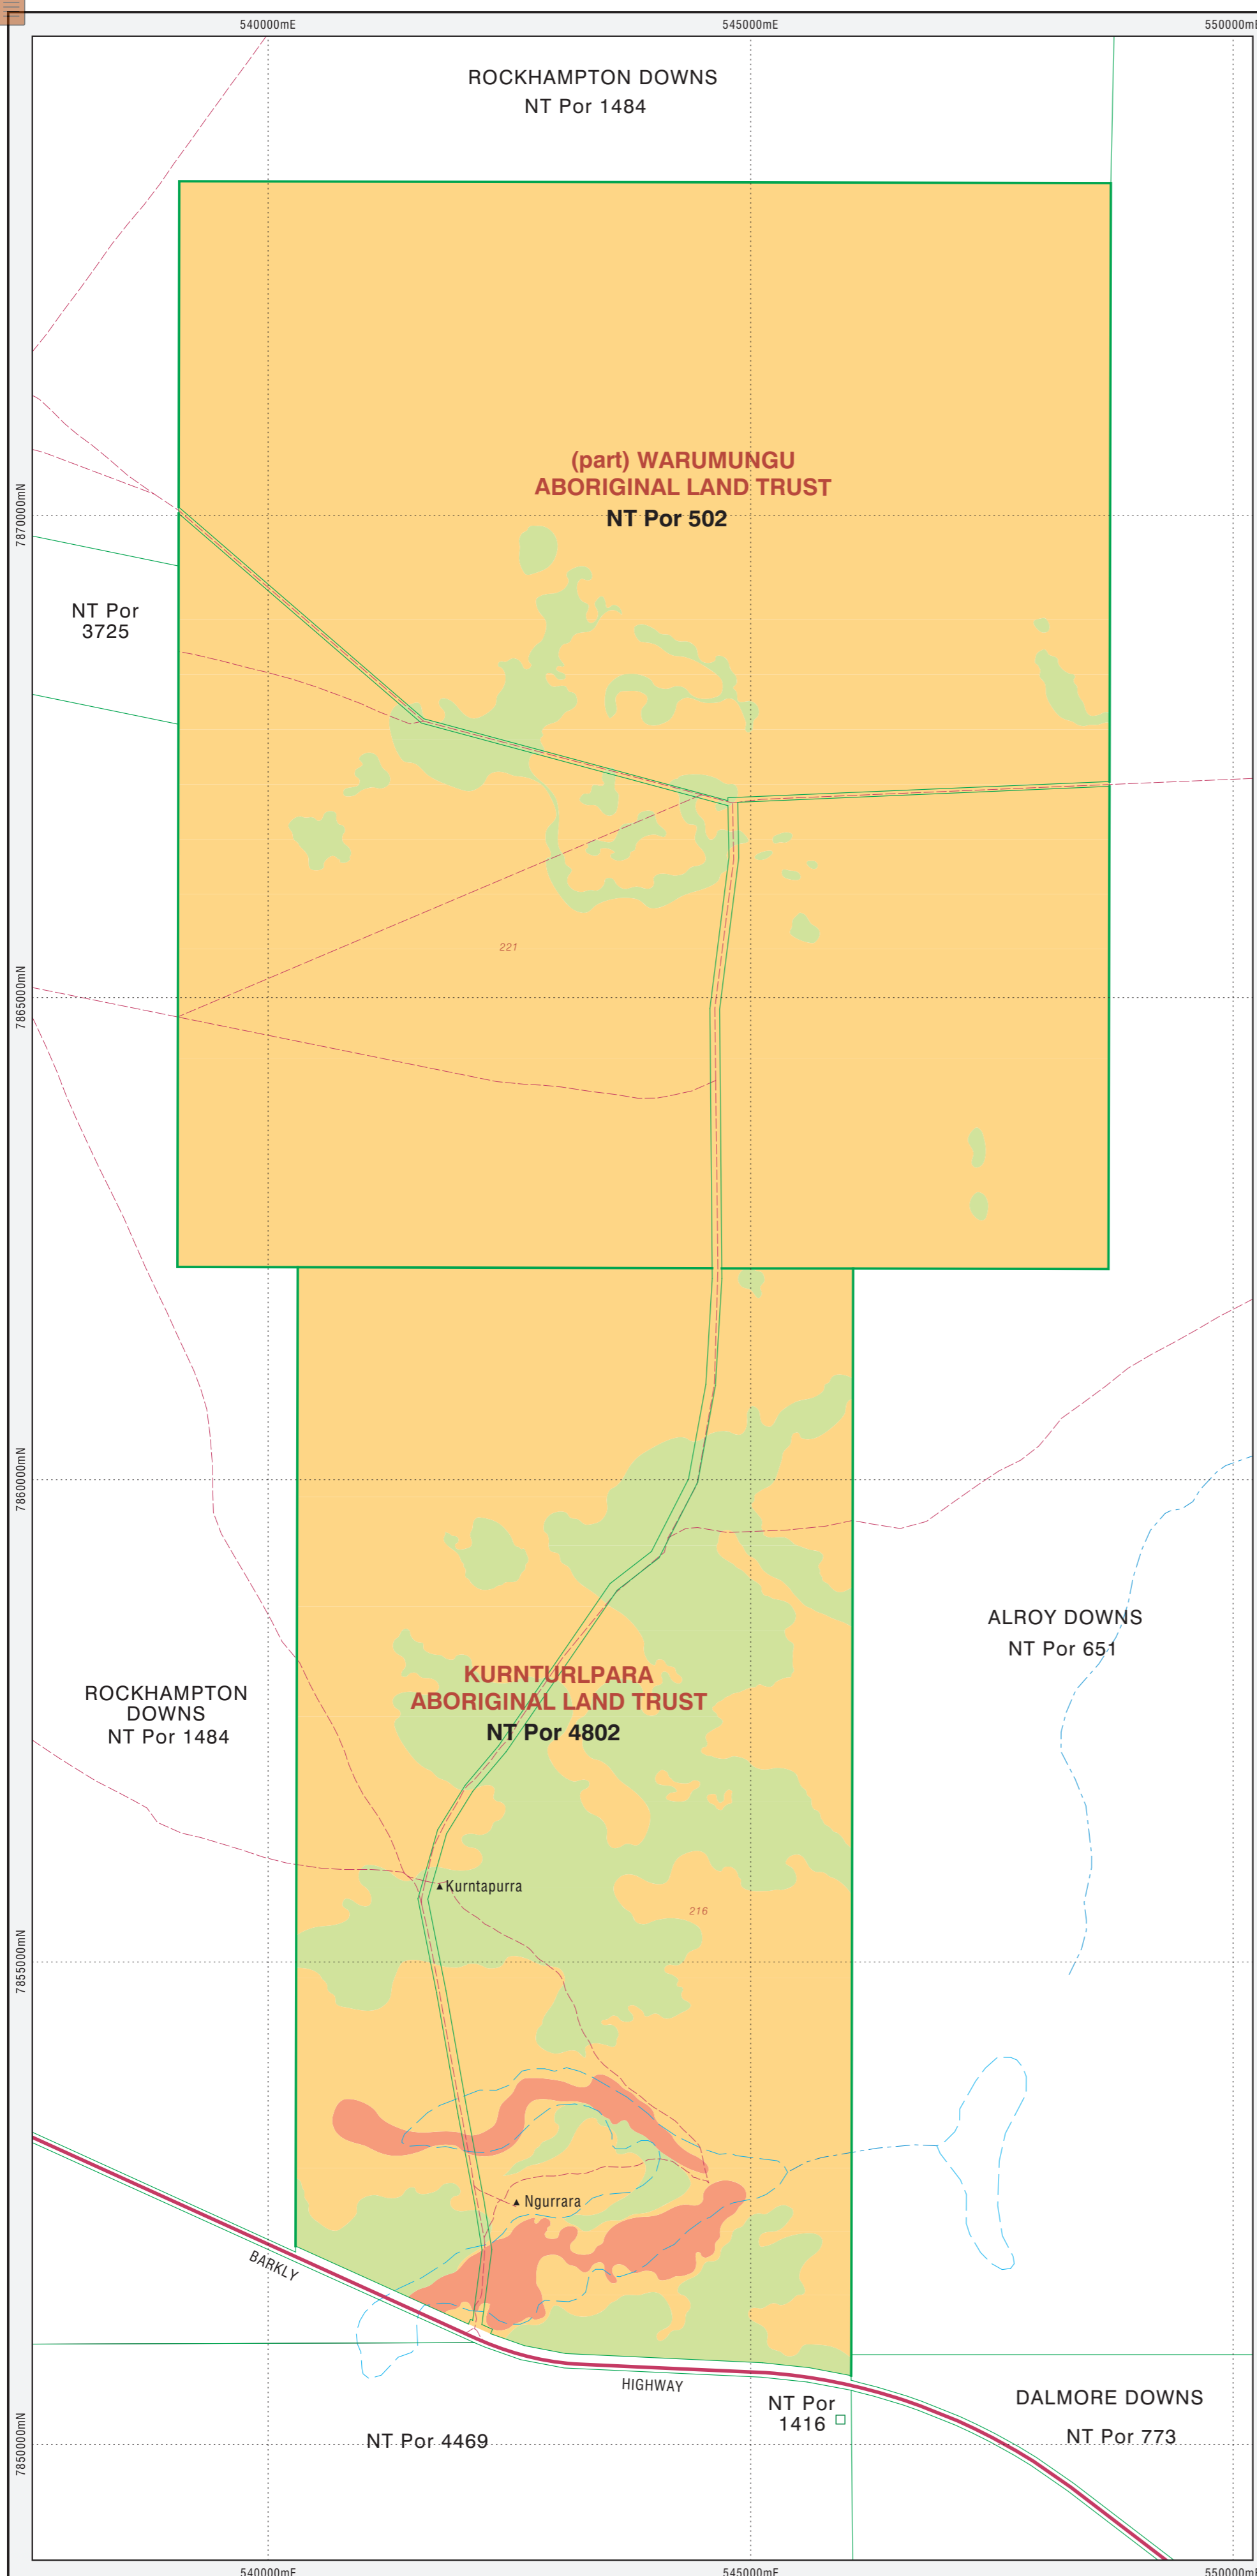 540000mE
545000mE
550000mE
ROCKHAMPTON DOWNS
NT Por 1484
(part) WARUMUNGU
ABORIGINAL LAND TRUST
NT Por 502
7870000mN
NT Por
3725
221
7865000mN
7860000mN
ALROY DOWNS
NT Por 651
KURNTURLPARA
ABORIGINAL LAND TRUST
NT Por 4802
ROCKHAMPTON
DOWNS
NT Por 1484
Kurntapurra
216
7855000mN
Ngurrara
BARKLY
HIGHWAY
NT Por
1416
DALMORE DOWNS
NT Por 773
NT Por 4469
7850000mN
540000mE
545000mE
550000mE